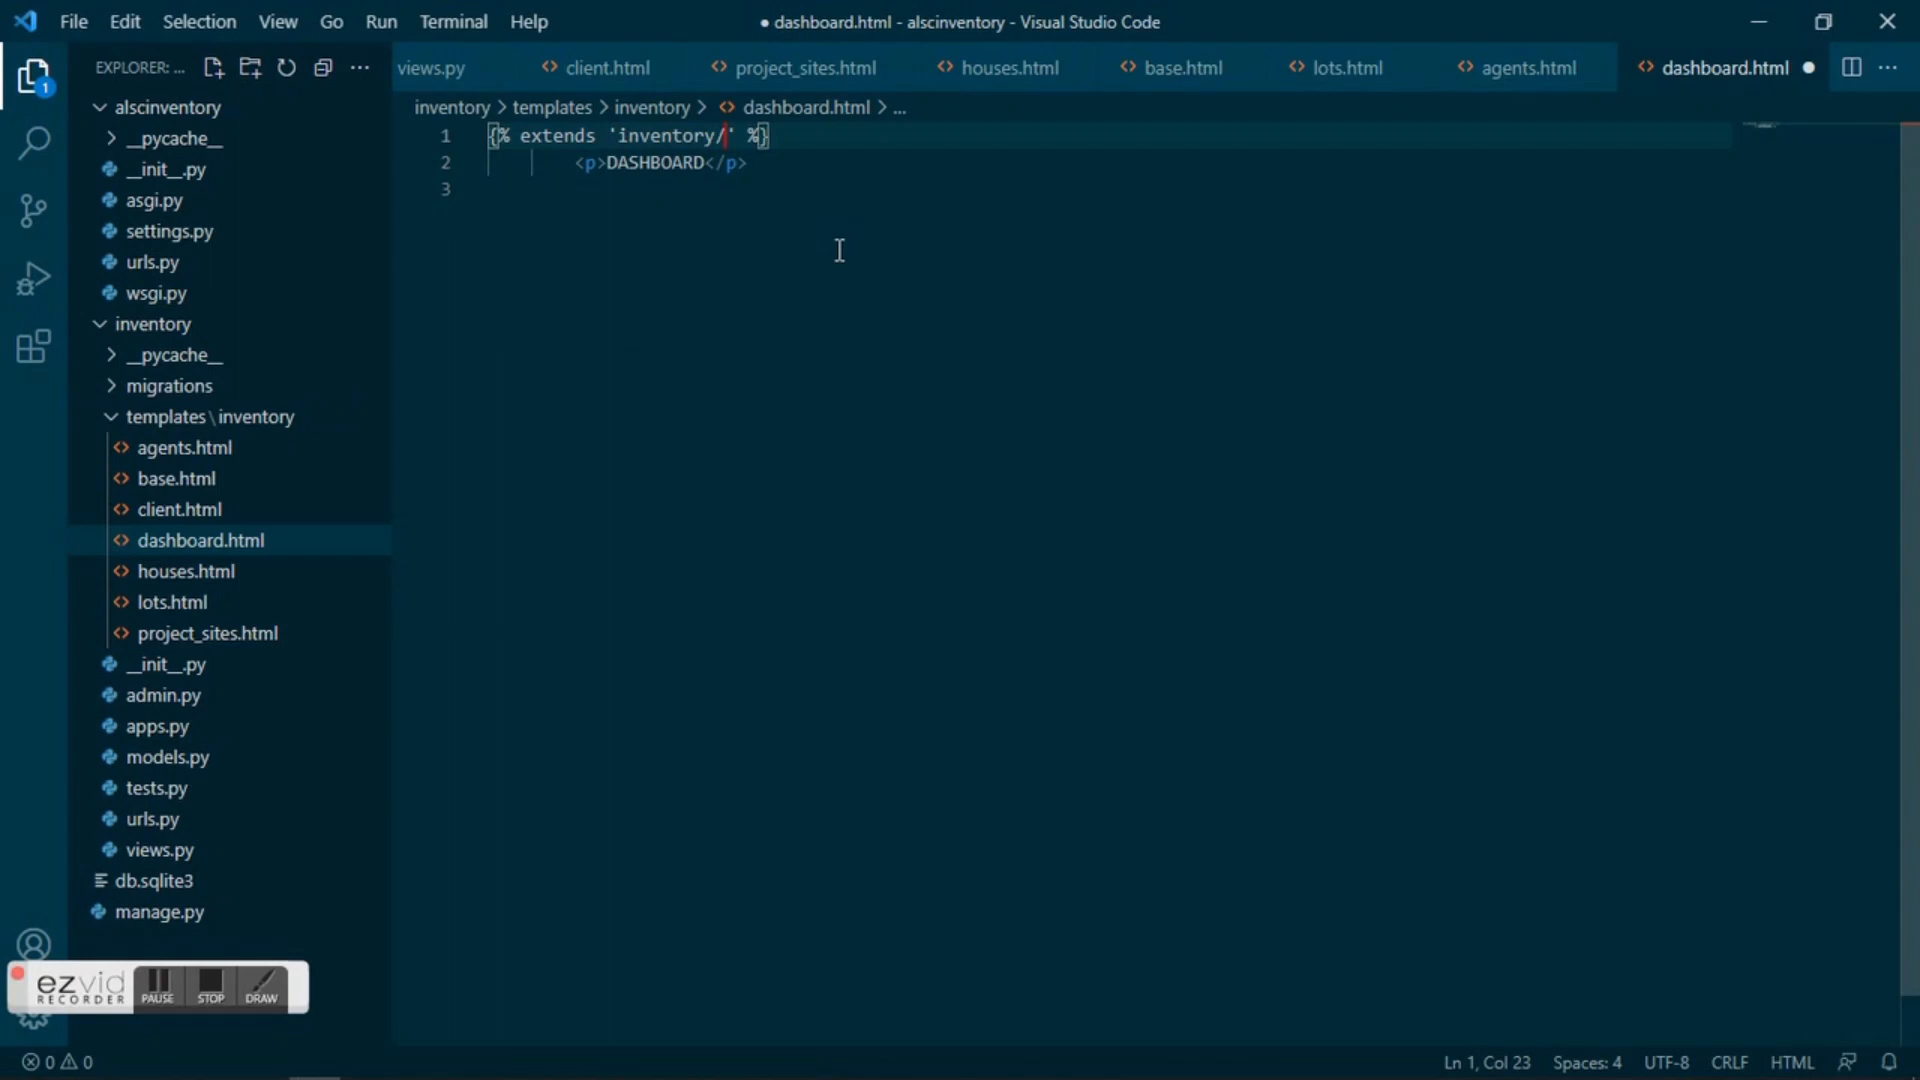 File Edit Selection View Go Run Terminal Help
● dashboard.html - alscinventory - Visual Studio Code
EXPLORER: ...
views.py
client.html
project_sites.html
houses.html
base.html
lots.html
agents.html
dashboard.html
inventory > templates > inventory > dashboard.html > ...
1 {% extends 'inventory/' %}
2 <p>DASHBOARD</p>
3
1
alscinventory
__pycache__
__init__.py
asgi.py
settings.py
urls.py
wsgi.py
inventory
__pycache__
migrations
templates\inventory
agents.html
base.html
client.html
dashboard.html
houses.html
lots.html
project_sites.html
__init__.py
admin.py
apps.py
models.py
tests.py
urls.py
views.py
db.sqlite3
manage.py
ezvid
RECORDER
PAUSE
STOP
DRAW
0 0
Ln 1, Col 23
Spaces: 4
UTF-8
CRLF
HTML